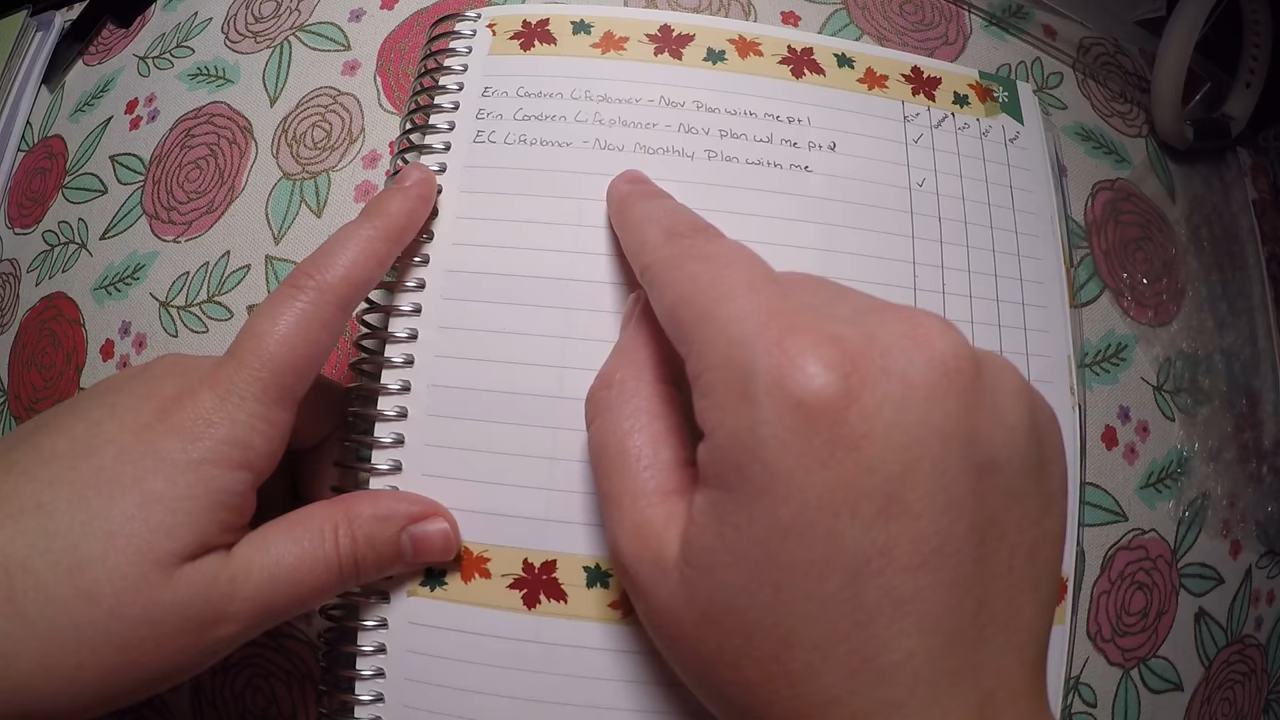 Erin Condren Lifeplanner - Nov Plan with me pt 1
Erin Condren Lifeplanner - Nov plan w/ me pt 2
EC Lifeplanner - Nov Monthly Plan with me